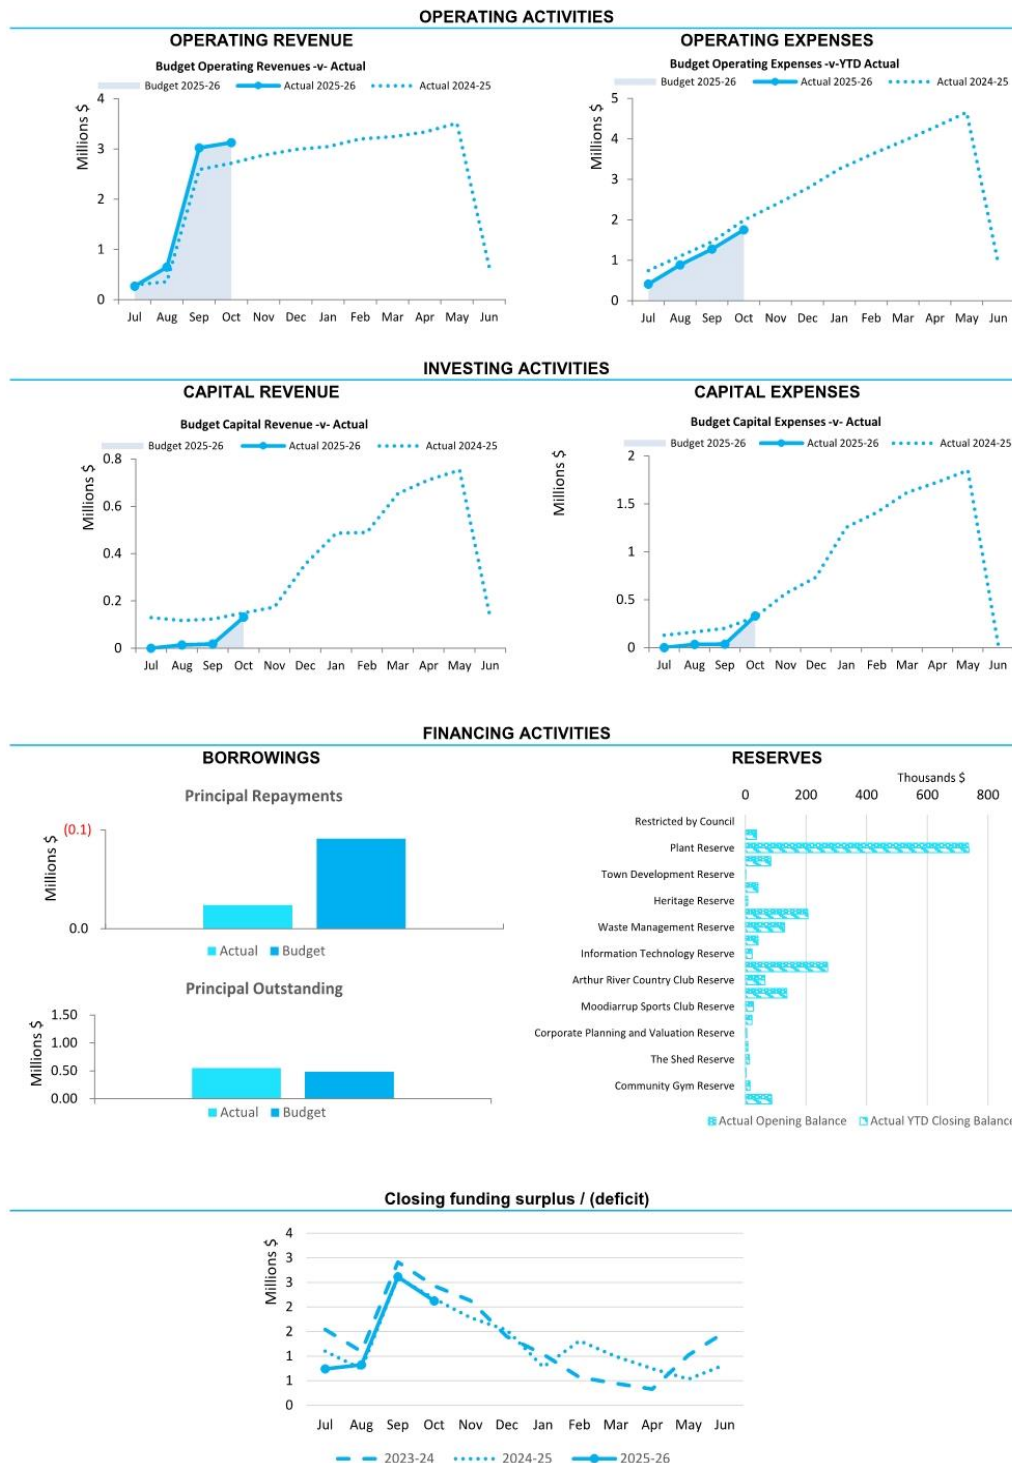 OPERATING ACTIVITIES
OPERATING REVENUE
Budget Operating Revenues -v- Actual
Budget 2025-26 Actual 2025-26 Actual 2024-25
Millions $
4
3
2
1
0
Jul Aug Sep Oct Nov Dec Jan Feb Mar Apr May Jun
OPERATING EXPENSES
Budget Operating Expenses -v-YTD Actual
Budget 2025-26 Actual 2025-26 Actual 2024-25
Millions $
5
4
3
2
1
0
Jul Aug Sep Oct Nov Dec Jan Feb Mar Apr May Jun
INVESTING ACTIVITIES
CAPITAL REVENUE
Budget Capital Revenue -v- Actual
Budget 2025-26 Actual 2025-26 Actual 2024-25
Millions $
0.8
0.6
0.4
0.2
0
Jul Aug Sep Oct Nov Dec Jan Feb Mar Apr May Jun
CAPITAL EXPENSES
Budget Capital Expenses -v- Actual
Budget 2025-26 Actual 2025-26 Actual 2024-25
Millions $
2
1.5
1
0.5
0
Jul Aug Sep Oct Nov Dec Jan Feb Mar Apr May Jun
FINANCING ACTIVITIES
BORROWINGS
Principal Repayments
Millions $
(0.1)
0.0
Actual Budget
Principal Outstanding
Millions $
1.50
1.00
0.50
0.00
Actual Budget
RESERVES
Thousands $
0 200 400 600 800
Restricted by Council
Plant Reserve
Town Development Reserve
Heritage Reserve
Waste Management Reserve
Information Technology Reserve
Arthur River Country Club Reserve
Moodiarrup Sports Club Reserve
Corporate Planning and Valuation Reserve
The Shed Reserve
Community Gym Reserve
Actual Opening Balance Actual YTD Closing Balance
Closing funding surplus / (deficit)
Millions $
4
3
3
2
2
1
1
0
Jul Aug Sep Oct Nov Dec Jan Feb Mar Apr May Jun
2023-24 2024-25 2025-26